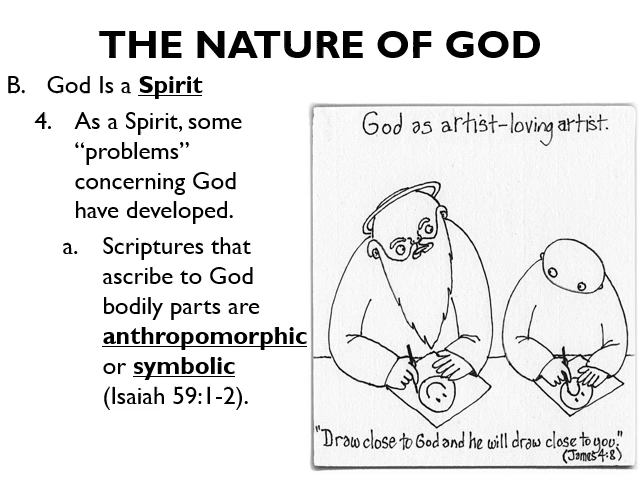 THE NATURE OF GOD
B. God Is a Spirit
4. As a Spirit, some
“problems”
concerning God
have developed.
a. Scriptures that
ascribe to God
bodily parts are
anthropomorphic
or symbolic
(Isaiah 59:1-2).
God as artist-loving artist.
"Draw close to God and he will draw close to you."
(James 4:8)